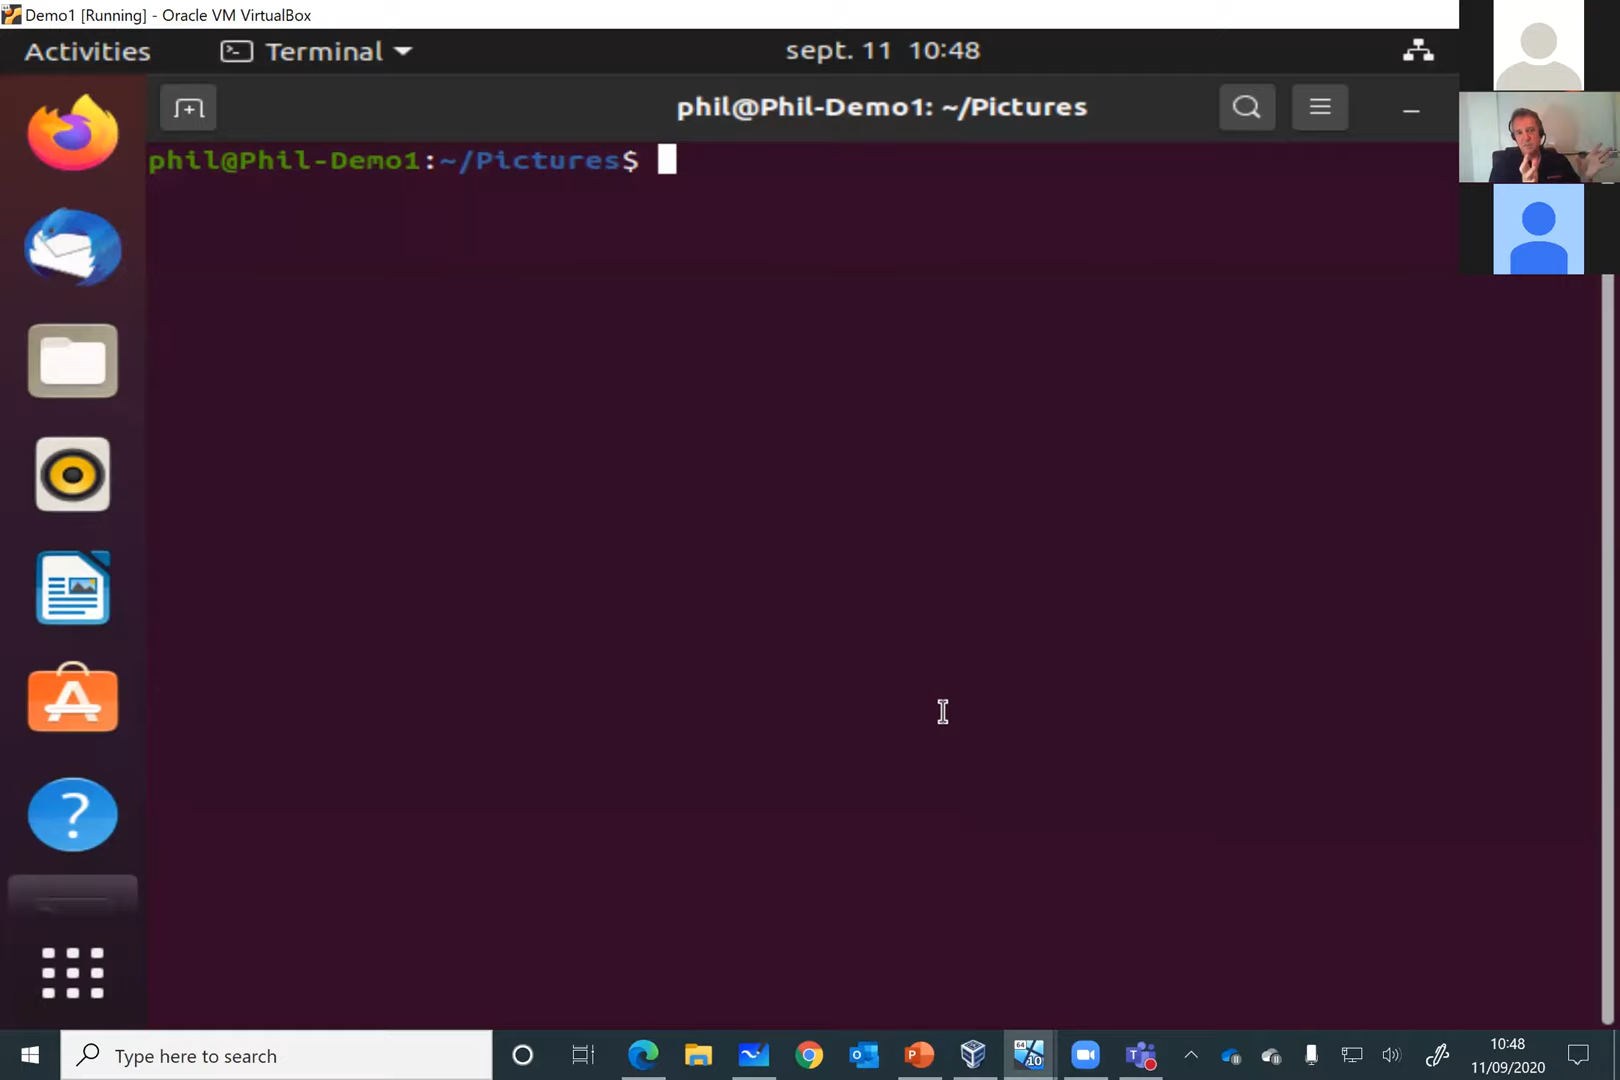 Demo1 [Running] - Oracle VM VirtualBox
Activities
Terminal
sept. 11 10:48
phil@Phil-Demo1: ~/Pictures
phil@Phil-Demo1:~/Pictures$
Type here to search
10:48
11/09/2020